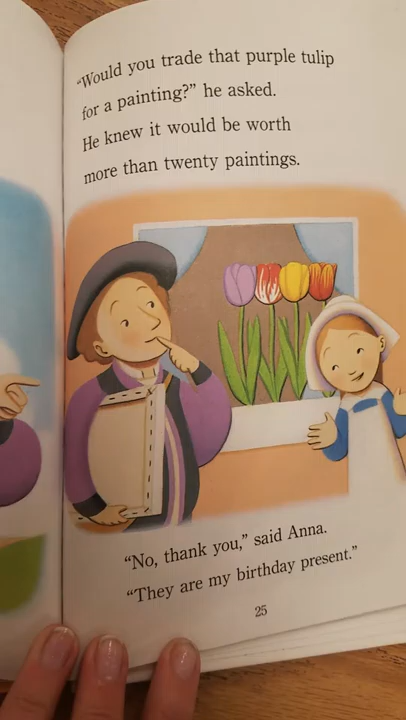 “Would you trade that purple tulip
for a painting?” he asked.
He knew it would be worth
more than twenty paintings.
“No, thank you,” said Anna.
“They are my birthday present.”
25